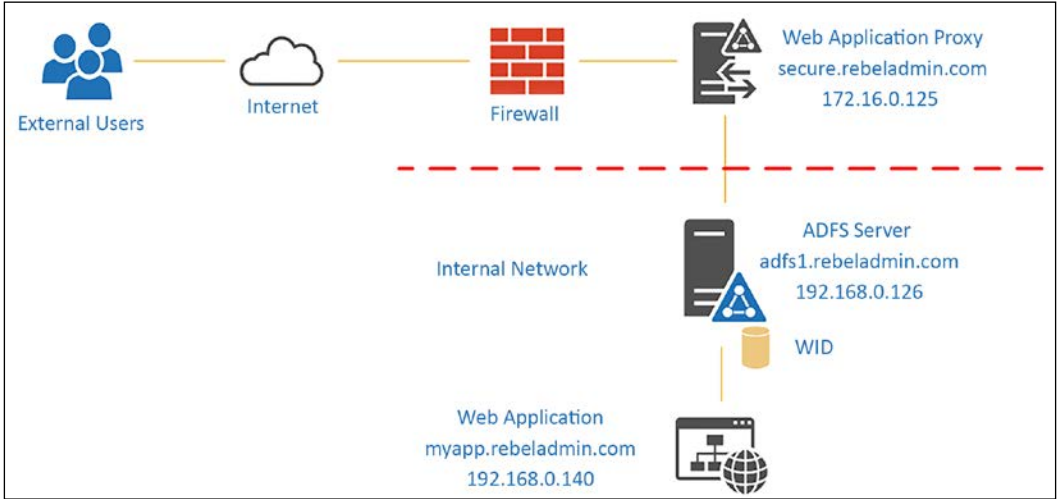 External Users
Internet
Firewall
Web Application Proxy
secure.rebeladmin.com
172.16.0.125
Internal Network
ADFS Server
adfs1.rebeladmin.com
192.168.0.126
WID
Web Application
myapp.rebeladmin.com
192.168.0.140